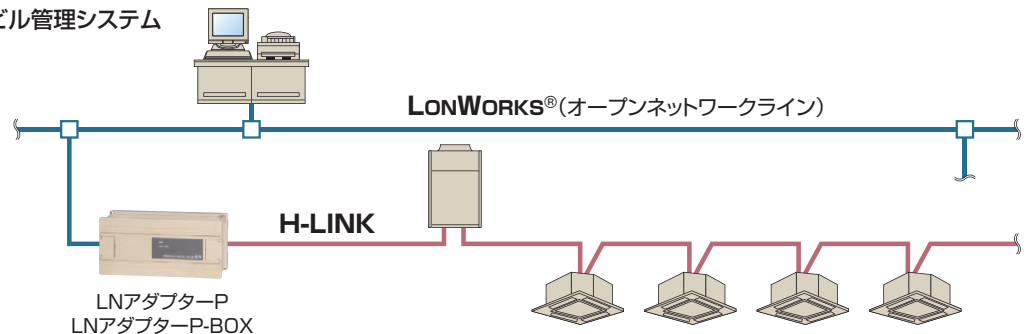 ビル管理システム
LONWORKS®(オープンネットワークライン)
H-LINK
LNアダプターP
LNアダプターP-BOX